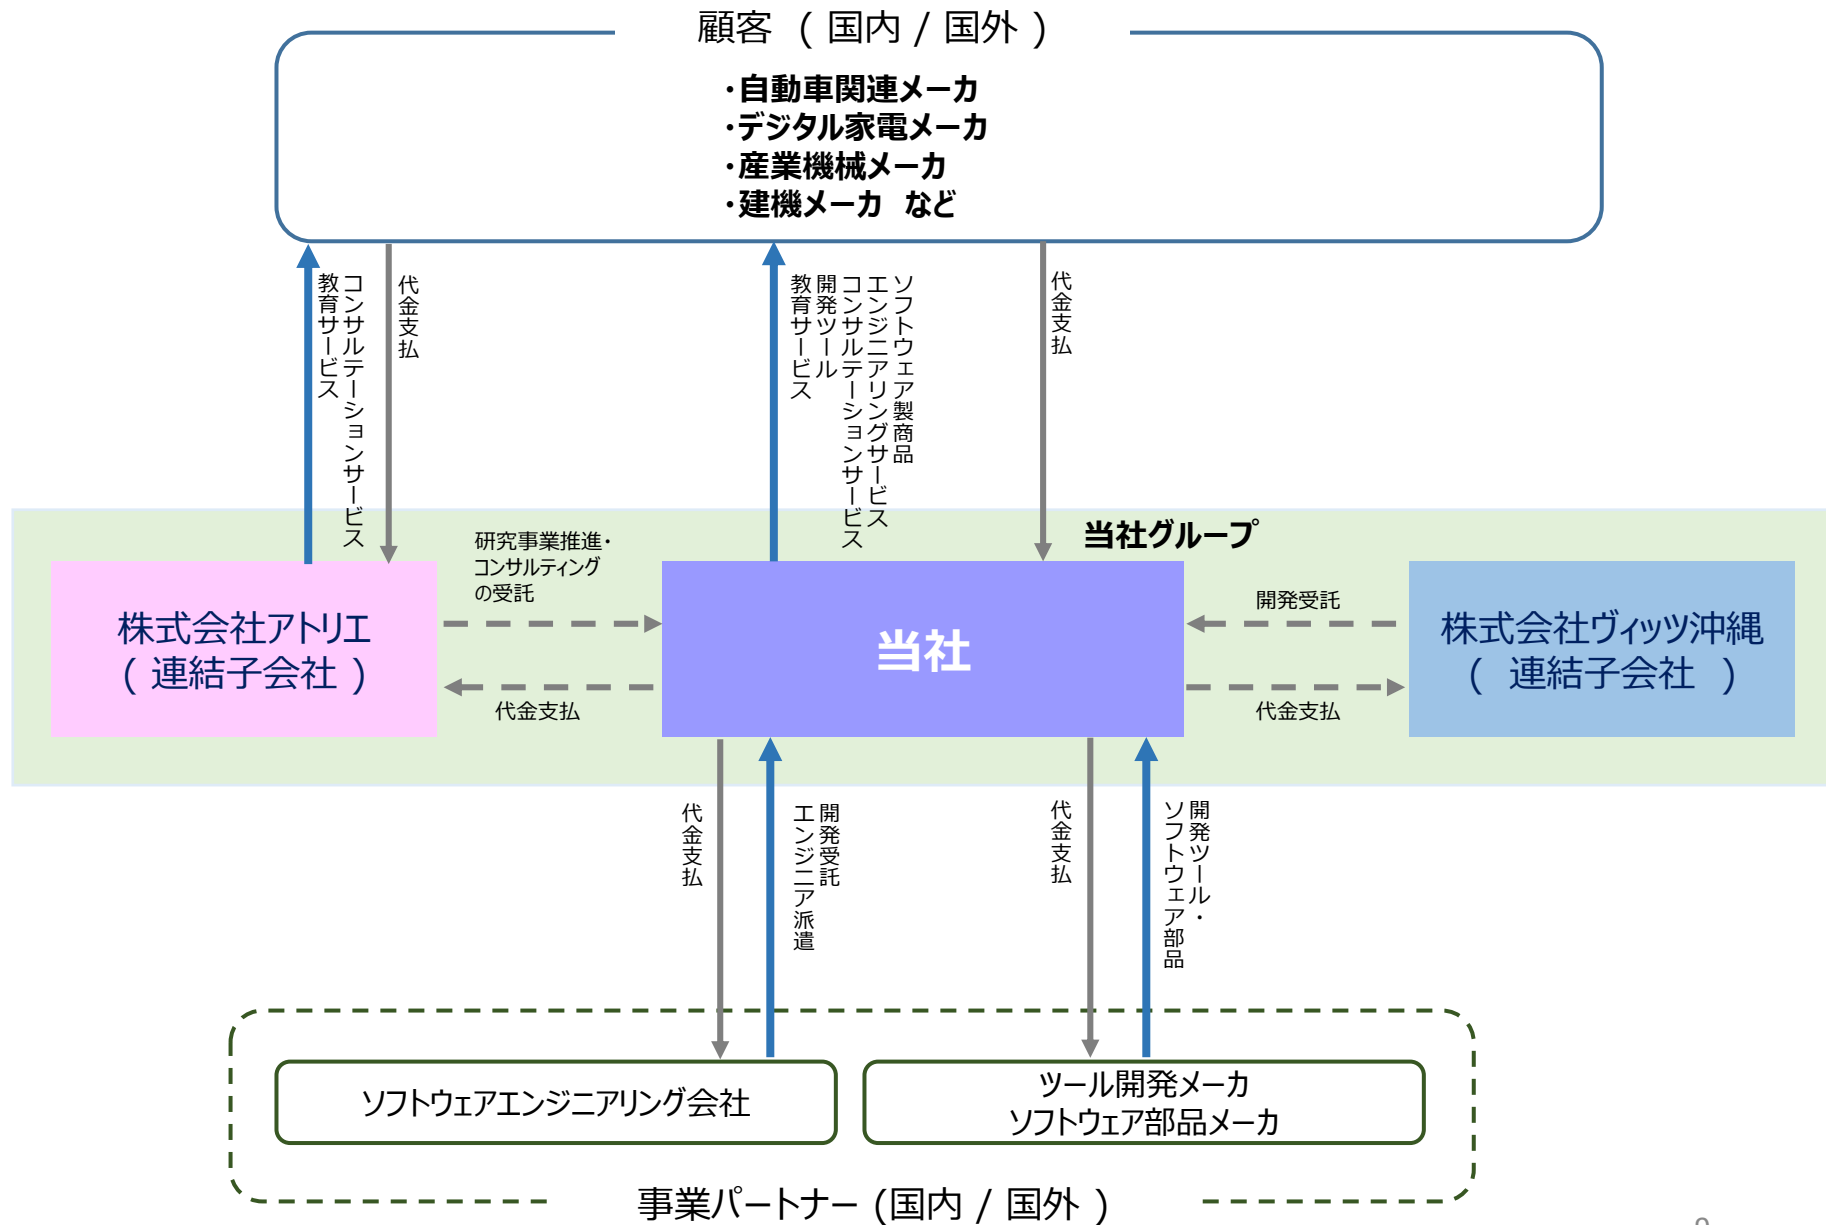 顧客 ( 国内 / 国外 )
・自動車関連メーカ
・デジタル家電メーカ
・産業機械メーカ
・建機メーカ など
コンサルテーションサービス
教育サービス
代金支払
ソフトウェア製商品
エンジニアリングサービス
コンサルテーションサービス
開発ツール
教育サービス
代金支払
当社グループ
研究事業推進・
コンサルティング
の受託
開発受託
株式会社アトリエ
( 連結子会社 )
当社
株式会社ヴィッツ沖縄
( 連結子会社 )
代金支払
代金支払
代金支払
開発受託
エンジニア派遣
代金支払
開発ツール・
ソフトウェア部品
ソフトウェアエンジニアリング会社
ツール開発メーカ
ソフトウェア部品メーカ
事業パートナー (国内 / 国外 )